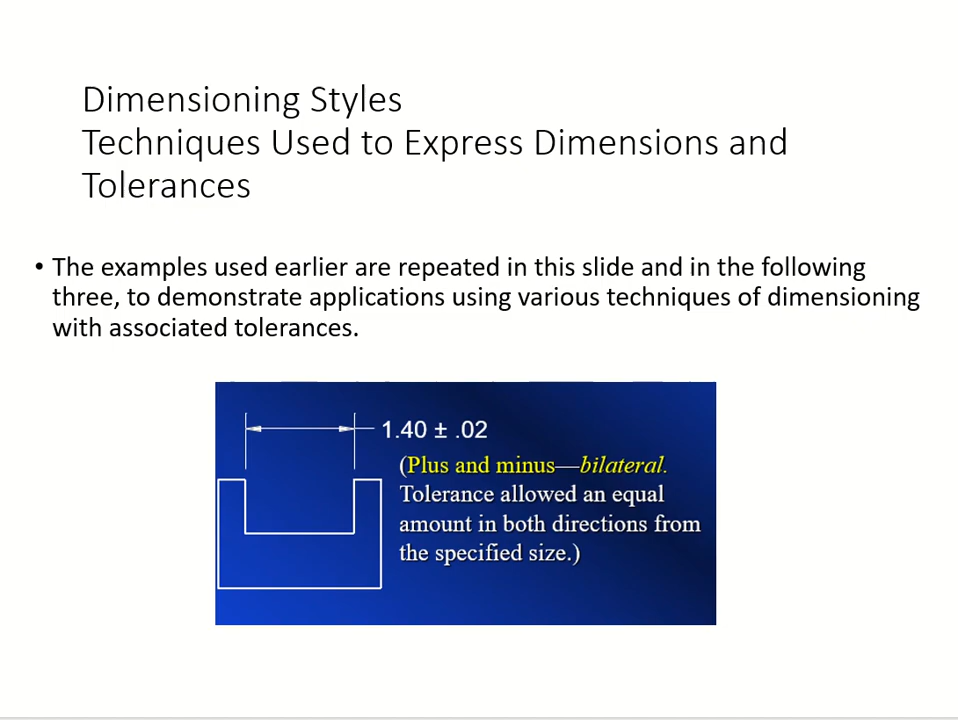 Dimensioning Styles
Techniques Used to Express Dimensions and
Tolerances
• The examples used earlier are repeated in this slide and in the following
three, to demonstrate applications using various techniques of dimensioning
with associated tolerances.
1.40 ± .02
(Plus and minus—bilateral.
Tolerance allowed an equal
amount in both directions from
the specified size.)